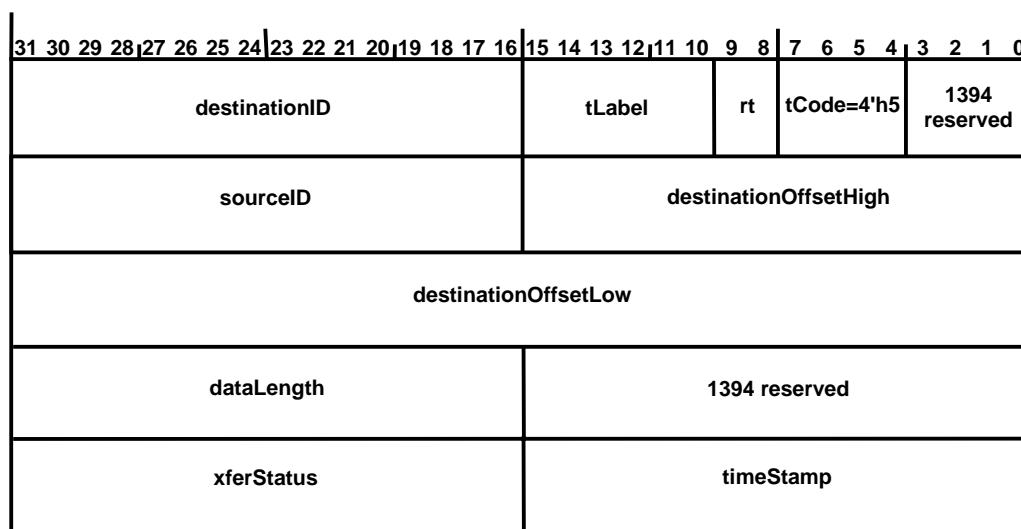 31 30 29 28 27 26 25 24 23 22 21 20 19 18 17 16 15 14 13 12 11 10 9 8 7 6 5 4 3 2 1 0
destinationID tLabel rt tCode=4'h5 1394
reserved
sourceID destinationOffsetHigh
destinationOffsetLow
dataLength 1394 reserved
xferStatus timeStamp